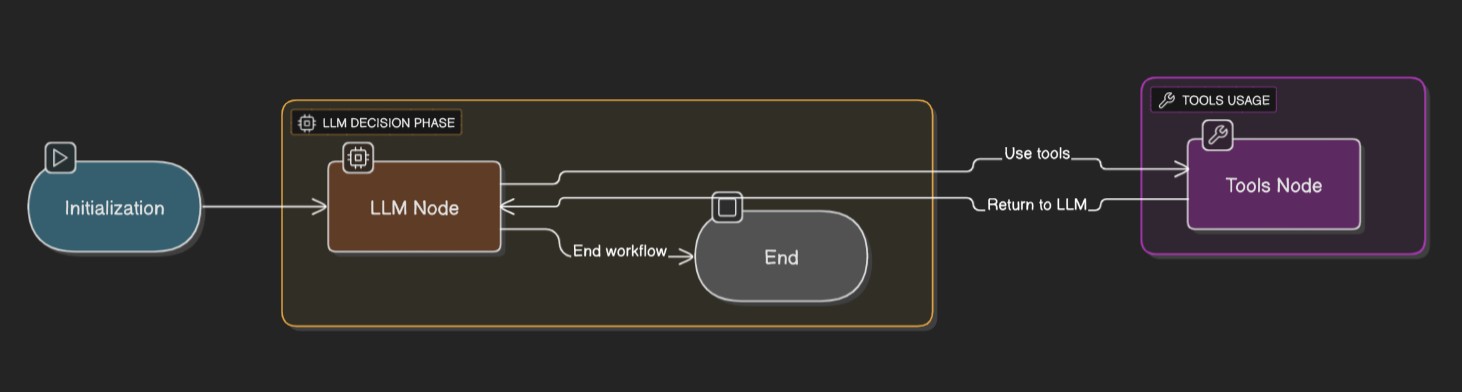 TOOLS USAGE
LLM DECISION PHASE
Use tools
Tools Node
Initialization
LLM Node
Return to LLM
End workflow
End